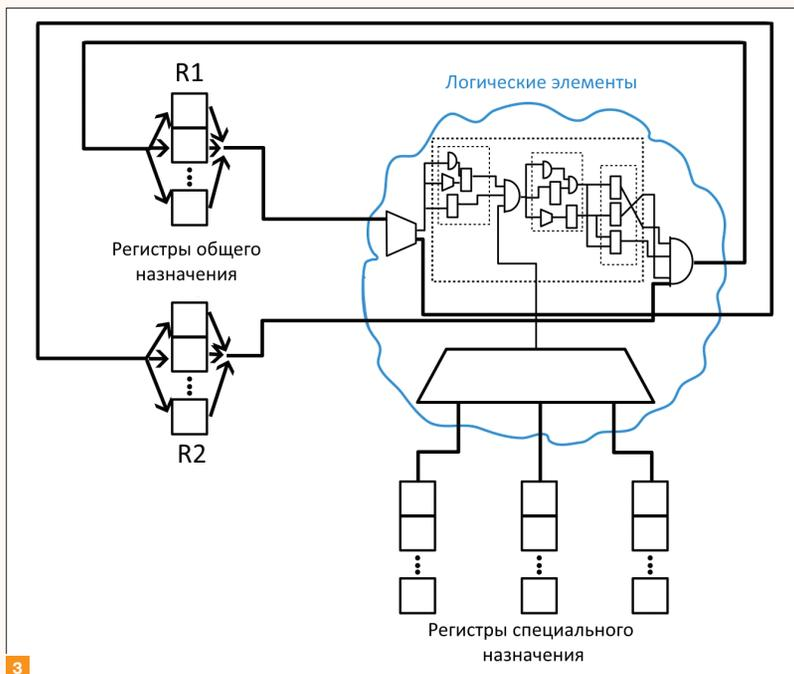 R1
Логические элементы
Регистры общего
назначения
R2
Регистры специального
назначения
3